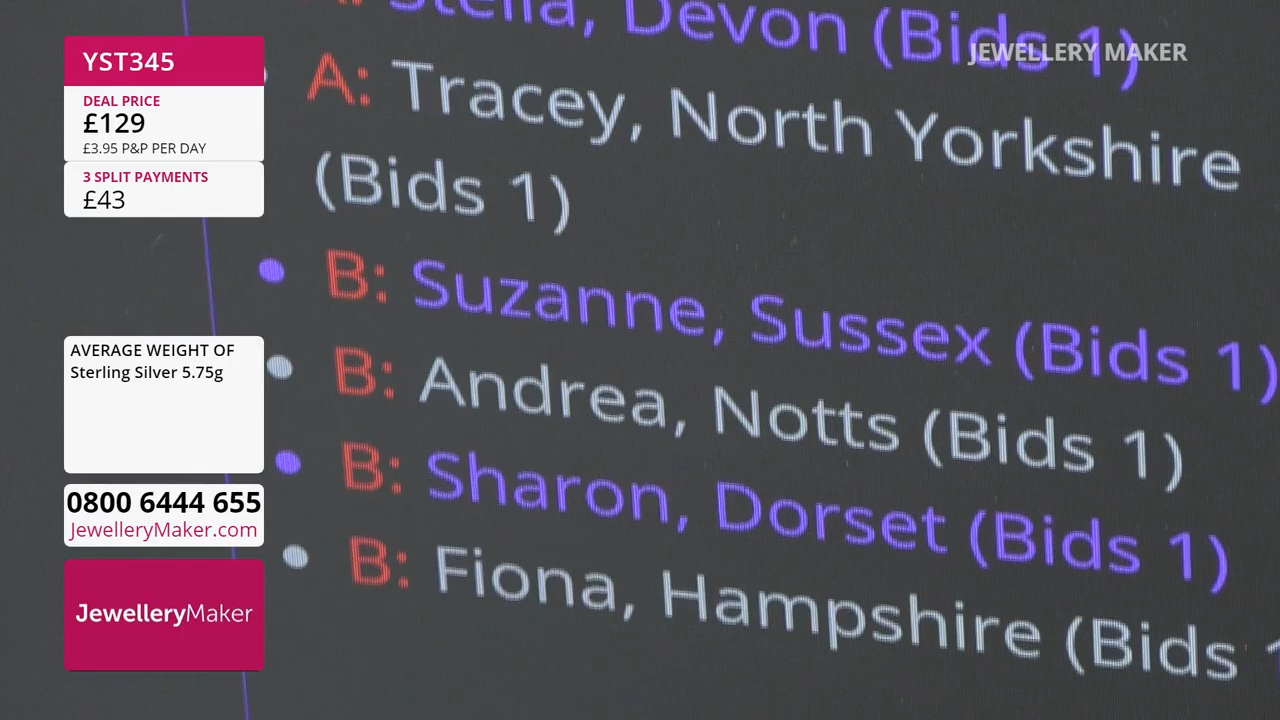 YST345
DEAL PRICE
£129
£3.95 P&P PER DAY
3 SPLIT PAYMENTS
£43
AVERAGE WEIGHT OF
Sterling Silver 5.75g
0800 6444 655
JewelleryMaker.com
JewelleryMaker
JEWELLERY MAKER
A: Stella, Devon (Bids 1)
A: Tracey, North Yorkshire
(Bids 1)
B: Suzanne, Sussex (Bids 1)
B: Andrea, Notts (Bids 1)
B: Sharon, Dorset (Bids 1)
B: Fiona, Hampshire (Bids